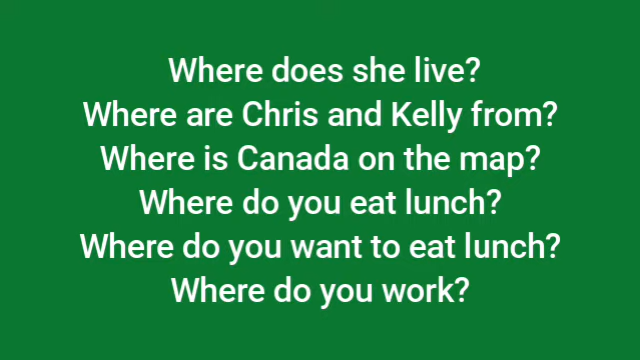 Where does she live?
Where are Chris and Kelly from?
Where is Canada on the map?
Where do you eat lunch?
Where do you want to eat lunch?
Where do you work?